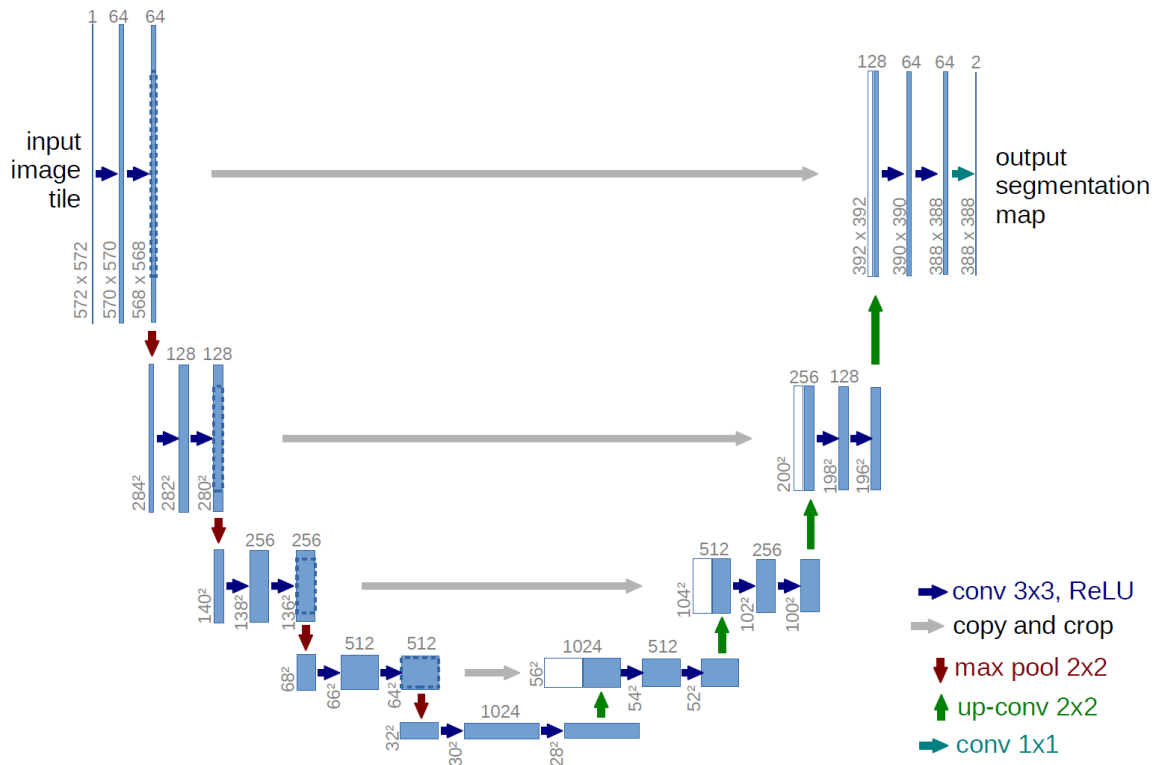 1 64 64
input
image
tile
572 x 572
570 x 570
568 x 568
128 64 64 2
392 x 392
390 x 390
388 x 388
388 x 388
output
segmentation
map
128 128
284²
282²
280²
256 128
200²
198²
196²
256 256
140²
138²
136²
512 256
104²
102²
100²
512 512
68²
66²
64²
1024 512
56²
54²
52²
1024
32²
30²
28²
conv 3x3, ReLU
copy and crop
max pool 2x2
up-conv 2x2
conv 1x1